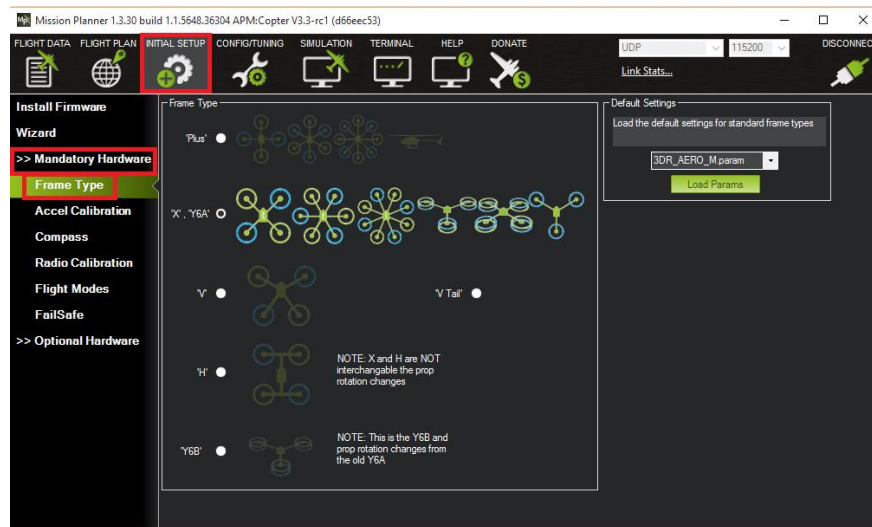 Mission Planner 1.3.30 build 1.1.5648.36304 APM:Copter V3.3-rc1 (d66eec53)
FLIGHT DATA FLIGHT PLAN INITIAL SETUP CONFIG/TUNING SIMULATION TERMINAL HELP DONATE
UDP 115200 DISCONNEC
Link Stats...
Install Firmware
Wizard
>> Mandatory Hardware
Frame Type
Accel Calibration
Compass
Radio Calibration
Flight Modes
FailSafe
>> Optional Hardware
Frame Type
'Plus'
'X', 'Y6A'
'V'
'V Tail'
'H'
NOTE: X and H are NOT
interchangable the prop
rotation changes
'Y6B'
NOTE: This is the Y6B and
prop rotation changes from
the old Y6A
Default Settings
Load the default settings for standard frame types
3DR_AERO_M.param
Load Params